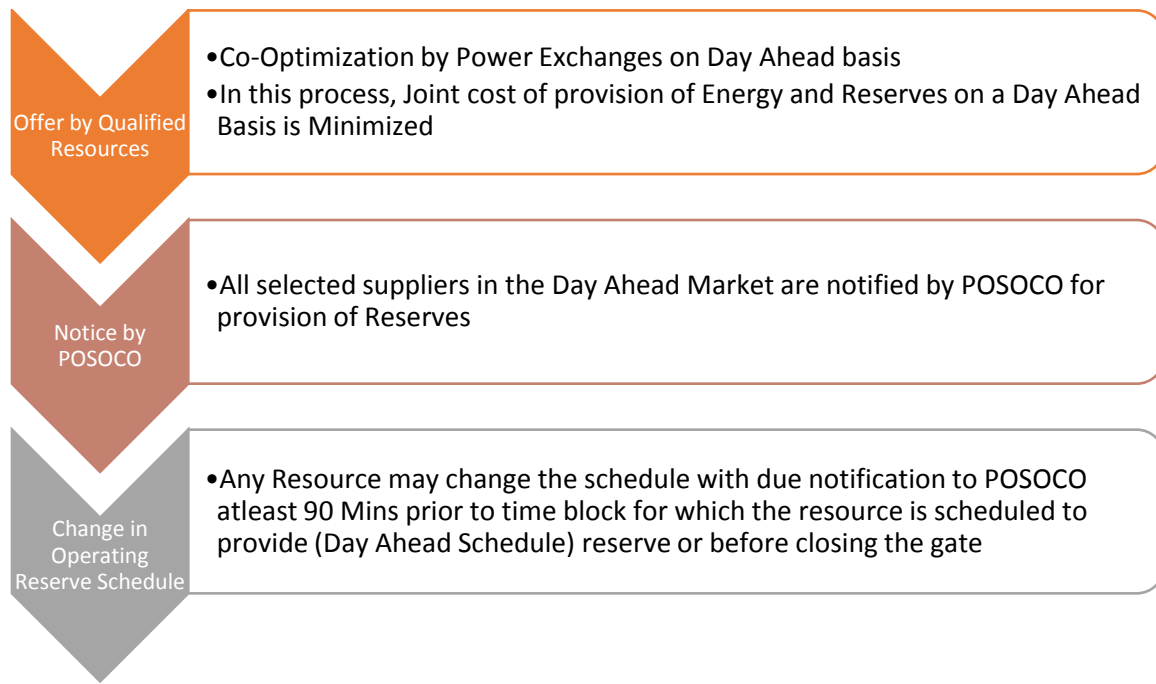 Offer by Qualified
Resources
•Co-Optimization by Power Exchanges on Day Ahead basis
•In this process, Joint cost of provision of Energy and Reserves on a Day Ahead
Basis is Minimized
Notice by
POSOCO
•All selected suppliers in the Day Ahead Market are notified by POSOCO for
provision of Reserves
Change in
Operating
Reserve Schedule
•Any Resource may change the schedule with due notification to POSOCO
atleast 90 Mins prior to time block for which the resource is scheduled to
provide (Day Ahead Schedule) reserve or before closing the gate